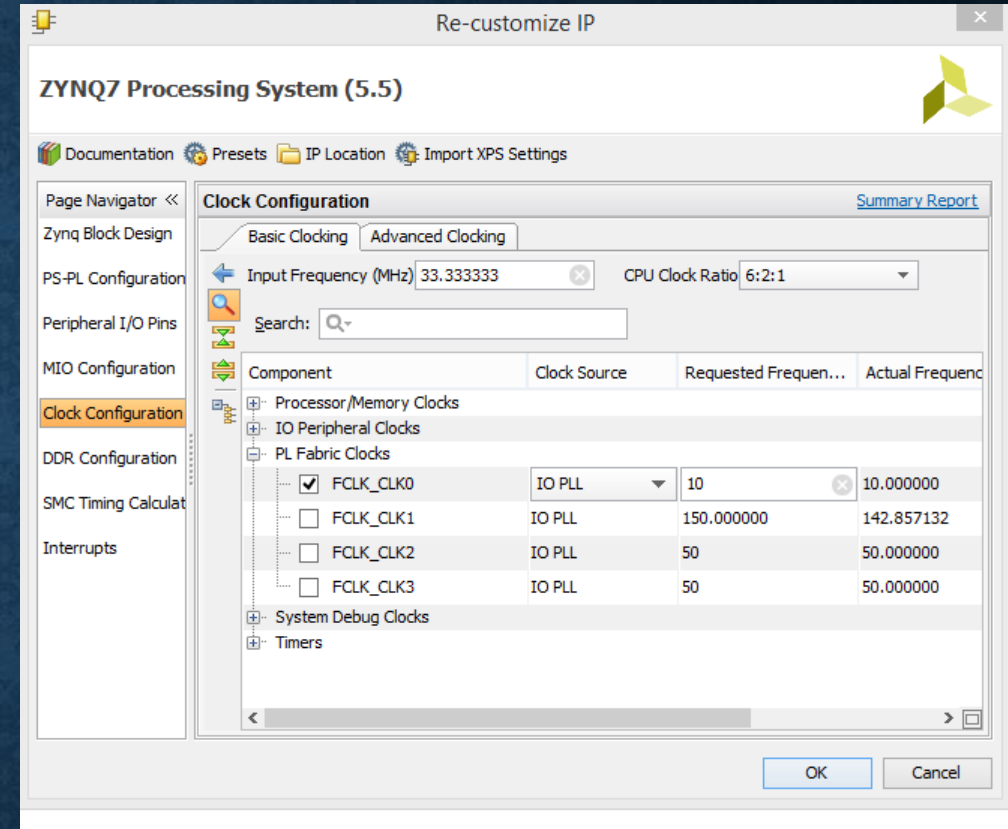 Re-customize IP
ZYNQ7 Processing System (5.5)
Documentation Presets IP Location Import XPS Settings
Page Navigator «
Zynq Block Design
PS-PL Configuration
Peripheral I/O Pins
MIO Configuration
Clock Configuration
DDR Configuration
SMC Timing Calculat
Interrupts
Clock Configuration Summary Report
Basic Clocking Advanced Clocking
Input Frequency (MHz) 33.333333 CPU Clock Ratio 6:2:1
Search:
Component Clock Source Requested Frequen... Actual Frequenc
Processor/Memory Clocks
IO Peripheral Clocks
PL Fabric Clocks
FCLK_CLK0 IO PLL 10 10.000000
FCLK_CLK1 IO PLL 150.000000 142.857132
FCLK_CLK2 IO PLL 50 50.000000
FCLK_CLK3 IO PLL 50 50.000000
System Debug Clocks
Timers
OK Cancel